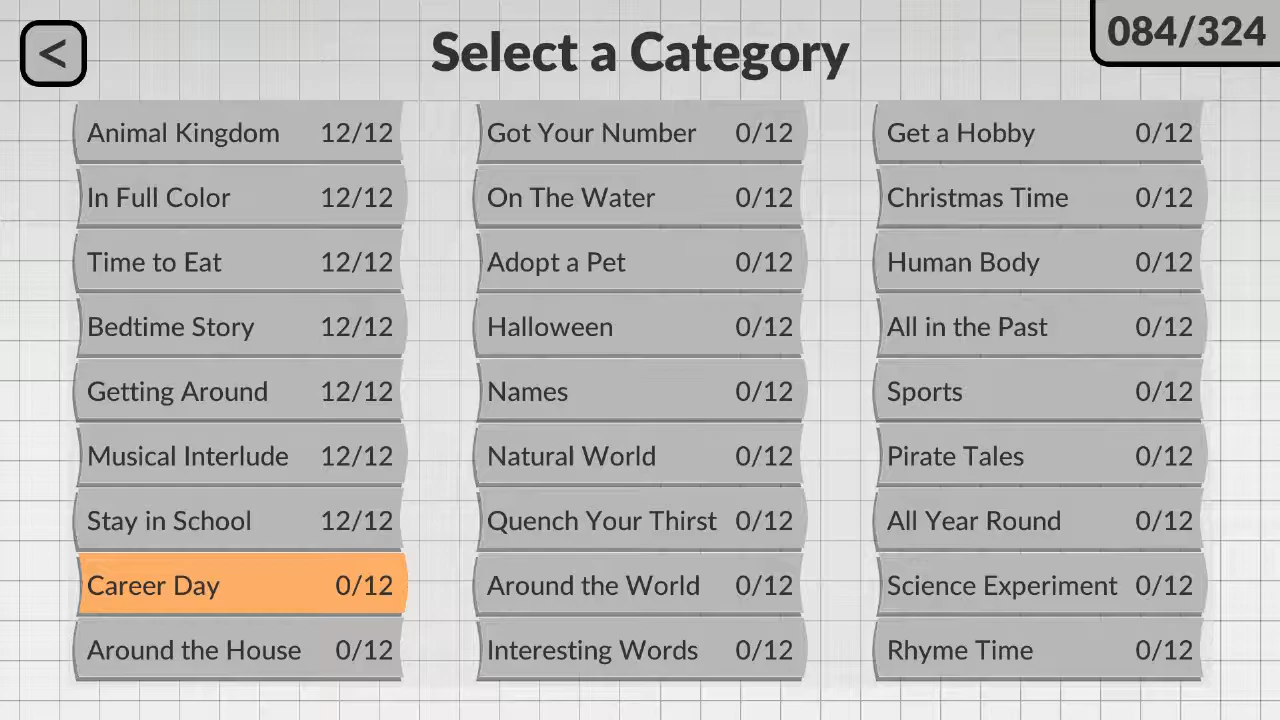 <
Select a Category
084/324
Animal Kingdom 12/12
In Full Color 12/12
Time to Eat 12/12
Bedtime Story 12/12
Getting Around 12/12
Musical Interlude 12/12
Stay in School 12/12
Career Day 0/12
Around the House 0/12
Got Your Number 0/12
On The Water 0/12
Adopt a Pet 0/12
Halloween 0/12
Names 0/12
Natural World 0/12
Quench Your Thirst 0/12
Around the World 0/12
Interesting Words 0/12
Get a Hobby 0/12
Christmas Time 0/12
Human Body 0/12
All in the Past 0/12
Sports 0/12
Pirate Tales 0/12
All Year Round 0/12
Science Experiment 0/12
Rhyme Time 0/12